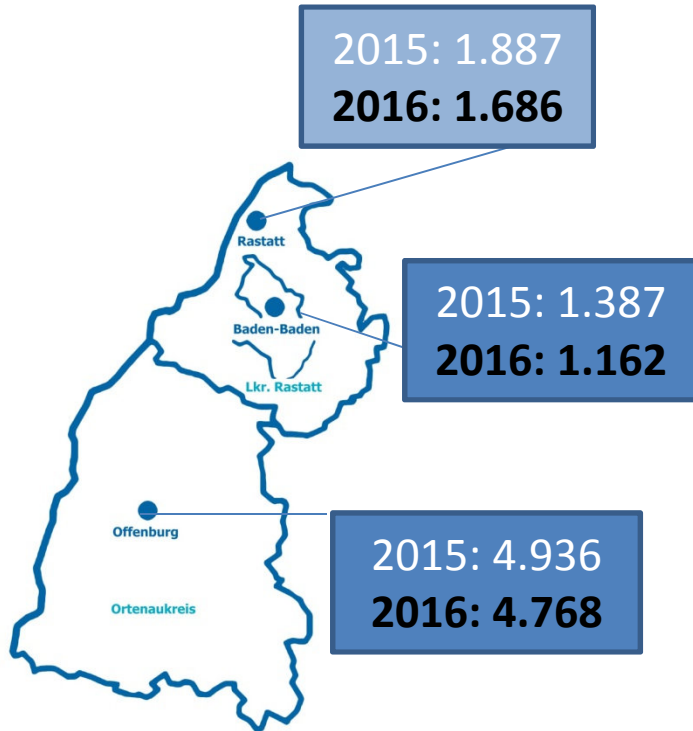 2015: 1.887
2016: 1.686
Rastatt
2015: 1.387
2016: 1.162
Baden-Baden
Lkr. Rastatt
Offenburg
2015: 4.936
2016: 4.768
Ortenaukreis